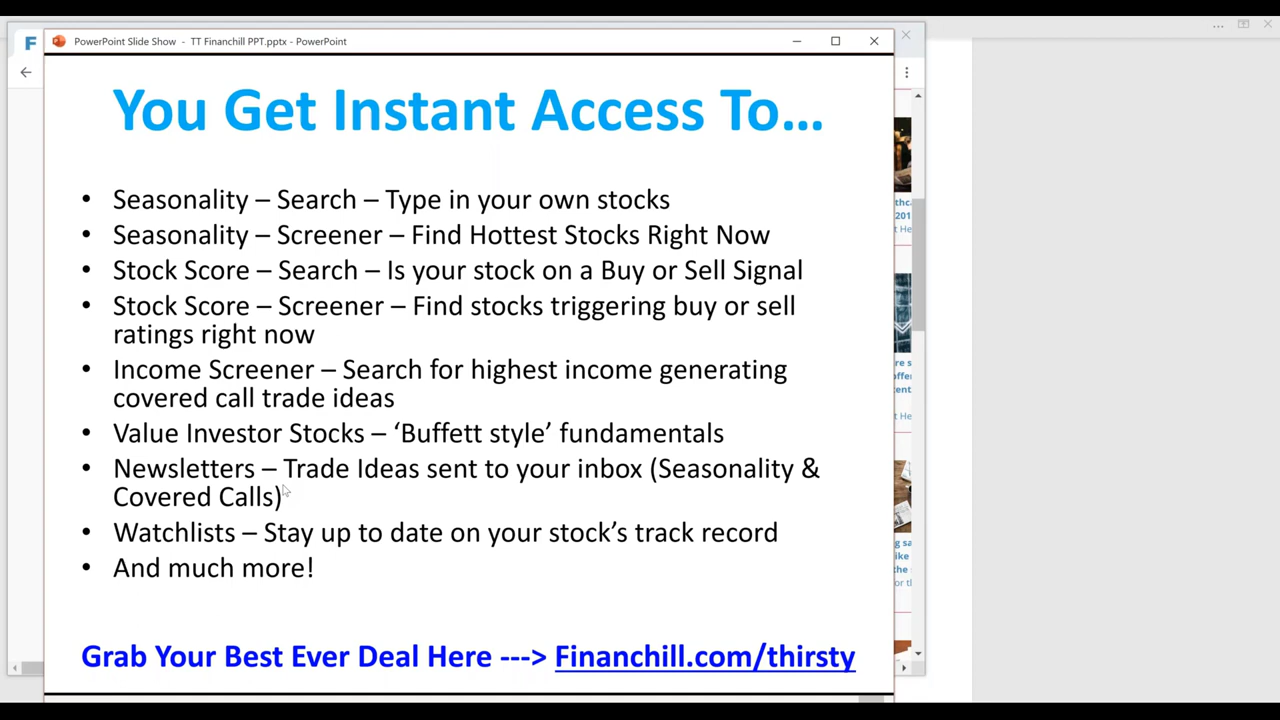 F
PowerPoint Slide Show - TT Financhill PPT.pptx - PowerPoint
You Get Instant Access To…
• Seasonality – Search – Type in your own stocks
• Seasonality – Screener – Find Hottest Stocks Right Now
• Stock Score – Search – Is your stock on a Buy or Sell Signal
• Stock Score – Screener – Find stocks triggering buy or sell
ratings right now
• Income Screener – Search for highest income generating
covered call trade ideas
• Value Investor Stocks – ‘Buffett style’ fundamentals
• Newsletters – Trade Ideas sent to your inbox (Seasonality &
Covered Calls)
• Watchlists – Stay up to date on your stock’s track record
• And much more!
Grab Your Best Ever Deal Here ---> Financhill.com/thirsty